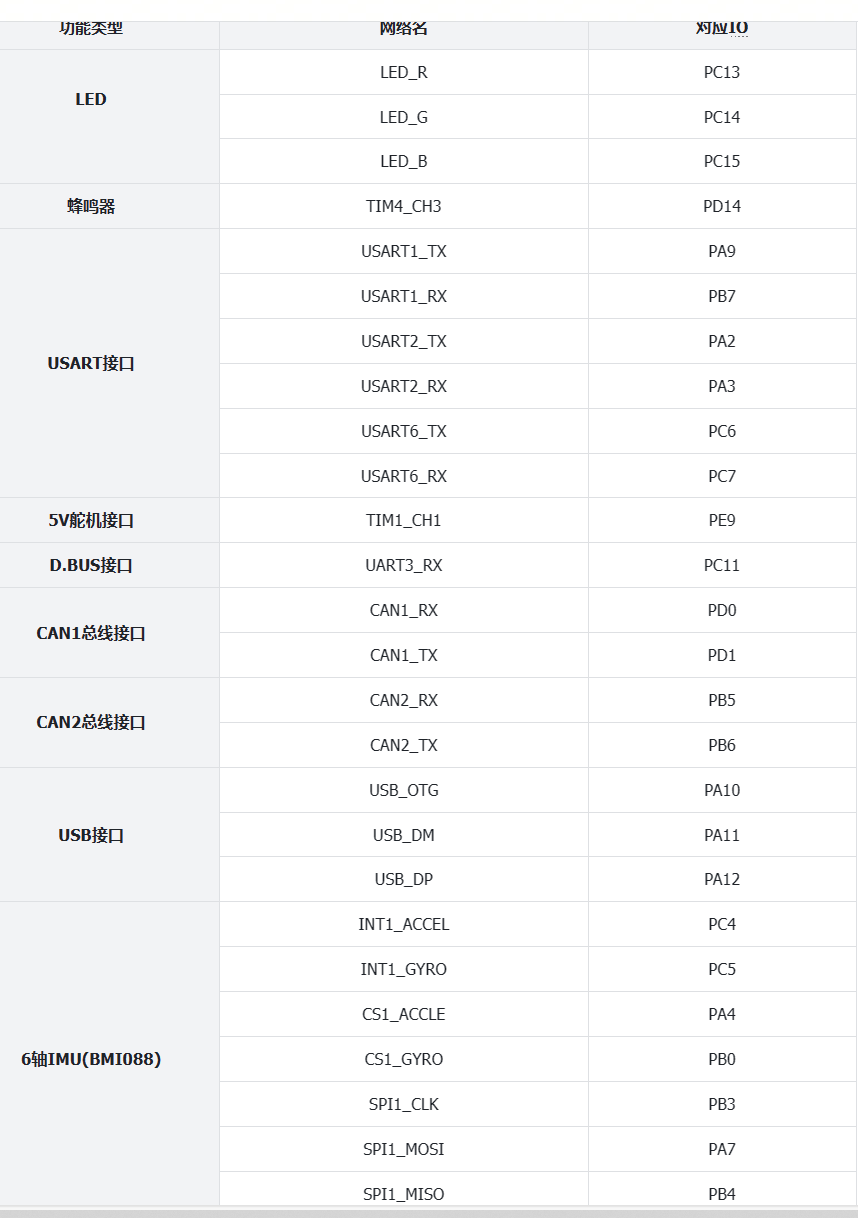 功能类型 网络名 对应IO
LED LED_R PC13
LED_G PC14
LED_B PC15
蜂鸣器 TIM4_CH3 PD14
USART接口 USART1_TX PA9
USART1_RX PB7
USART2_TX PA2
USART2_RX PA3
USART6_TX PC6
USART6_RX PC7
5V舵机接口 TIM1_CH1 PE9
D.BUS接口 UART3_RX PC11
CAN1总线接口 CAN1_RX PD0
CAN1_TX PD1
CAN2总线接口 CAN2_RX PB5
CAN2_TX PB6
USB接口 USB_OTG PA10
USB_DM PA11
USB_DP PA12
6轴IMU(BMI088) INT1_ACCEL PC4
INT1_GYRO PC5
CS1_ACCLE PA4
CS1_GYRO PB0
SPI1_CLK PB3
SPI1_MOSI PA7
SPI1_MISO PB4